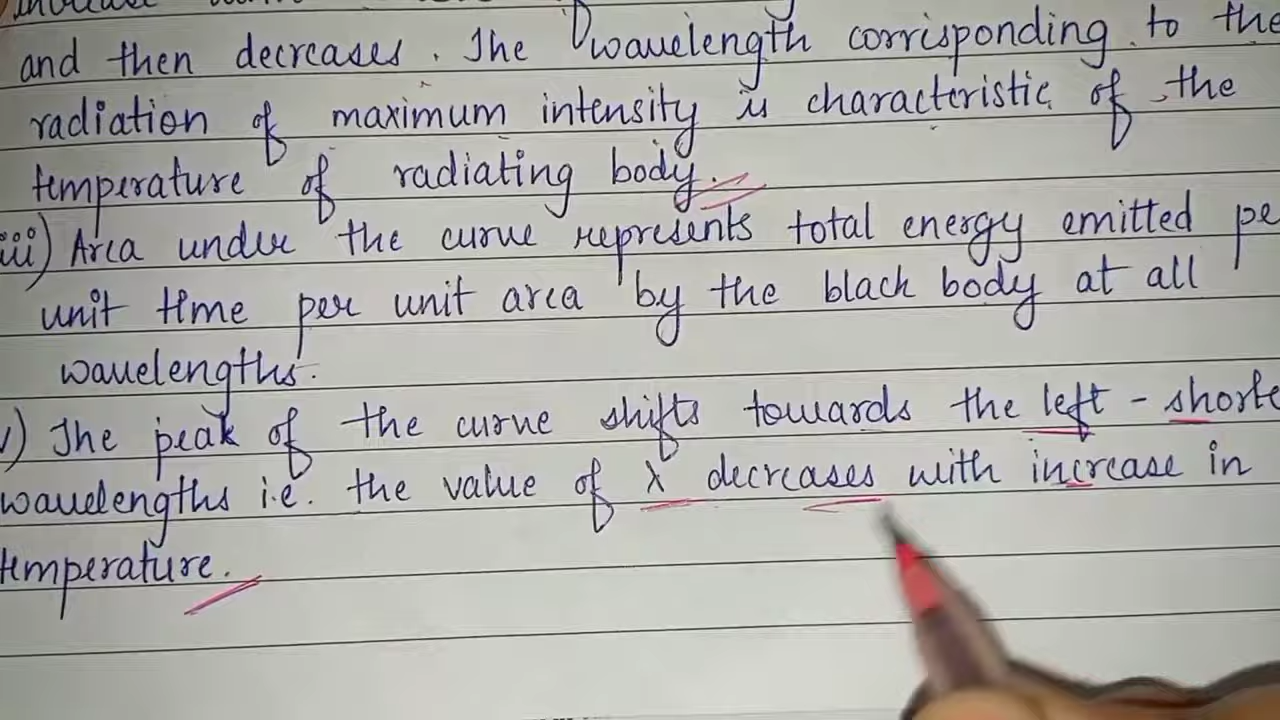 and then decreases. The wavelength corrisponding to the
radiation of maximum intensity is characteristic of the
temperature of radiating body.
iii) Area under the curve represents total energy emitted pe
unit time per unit area by the black body at all
wavelengths.
) The peak of the curve shifts towards the left - shorte
wavelengths i.e. the value of λ decreases with increase in
temperature.